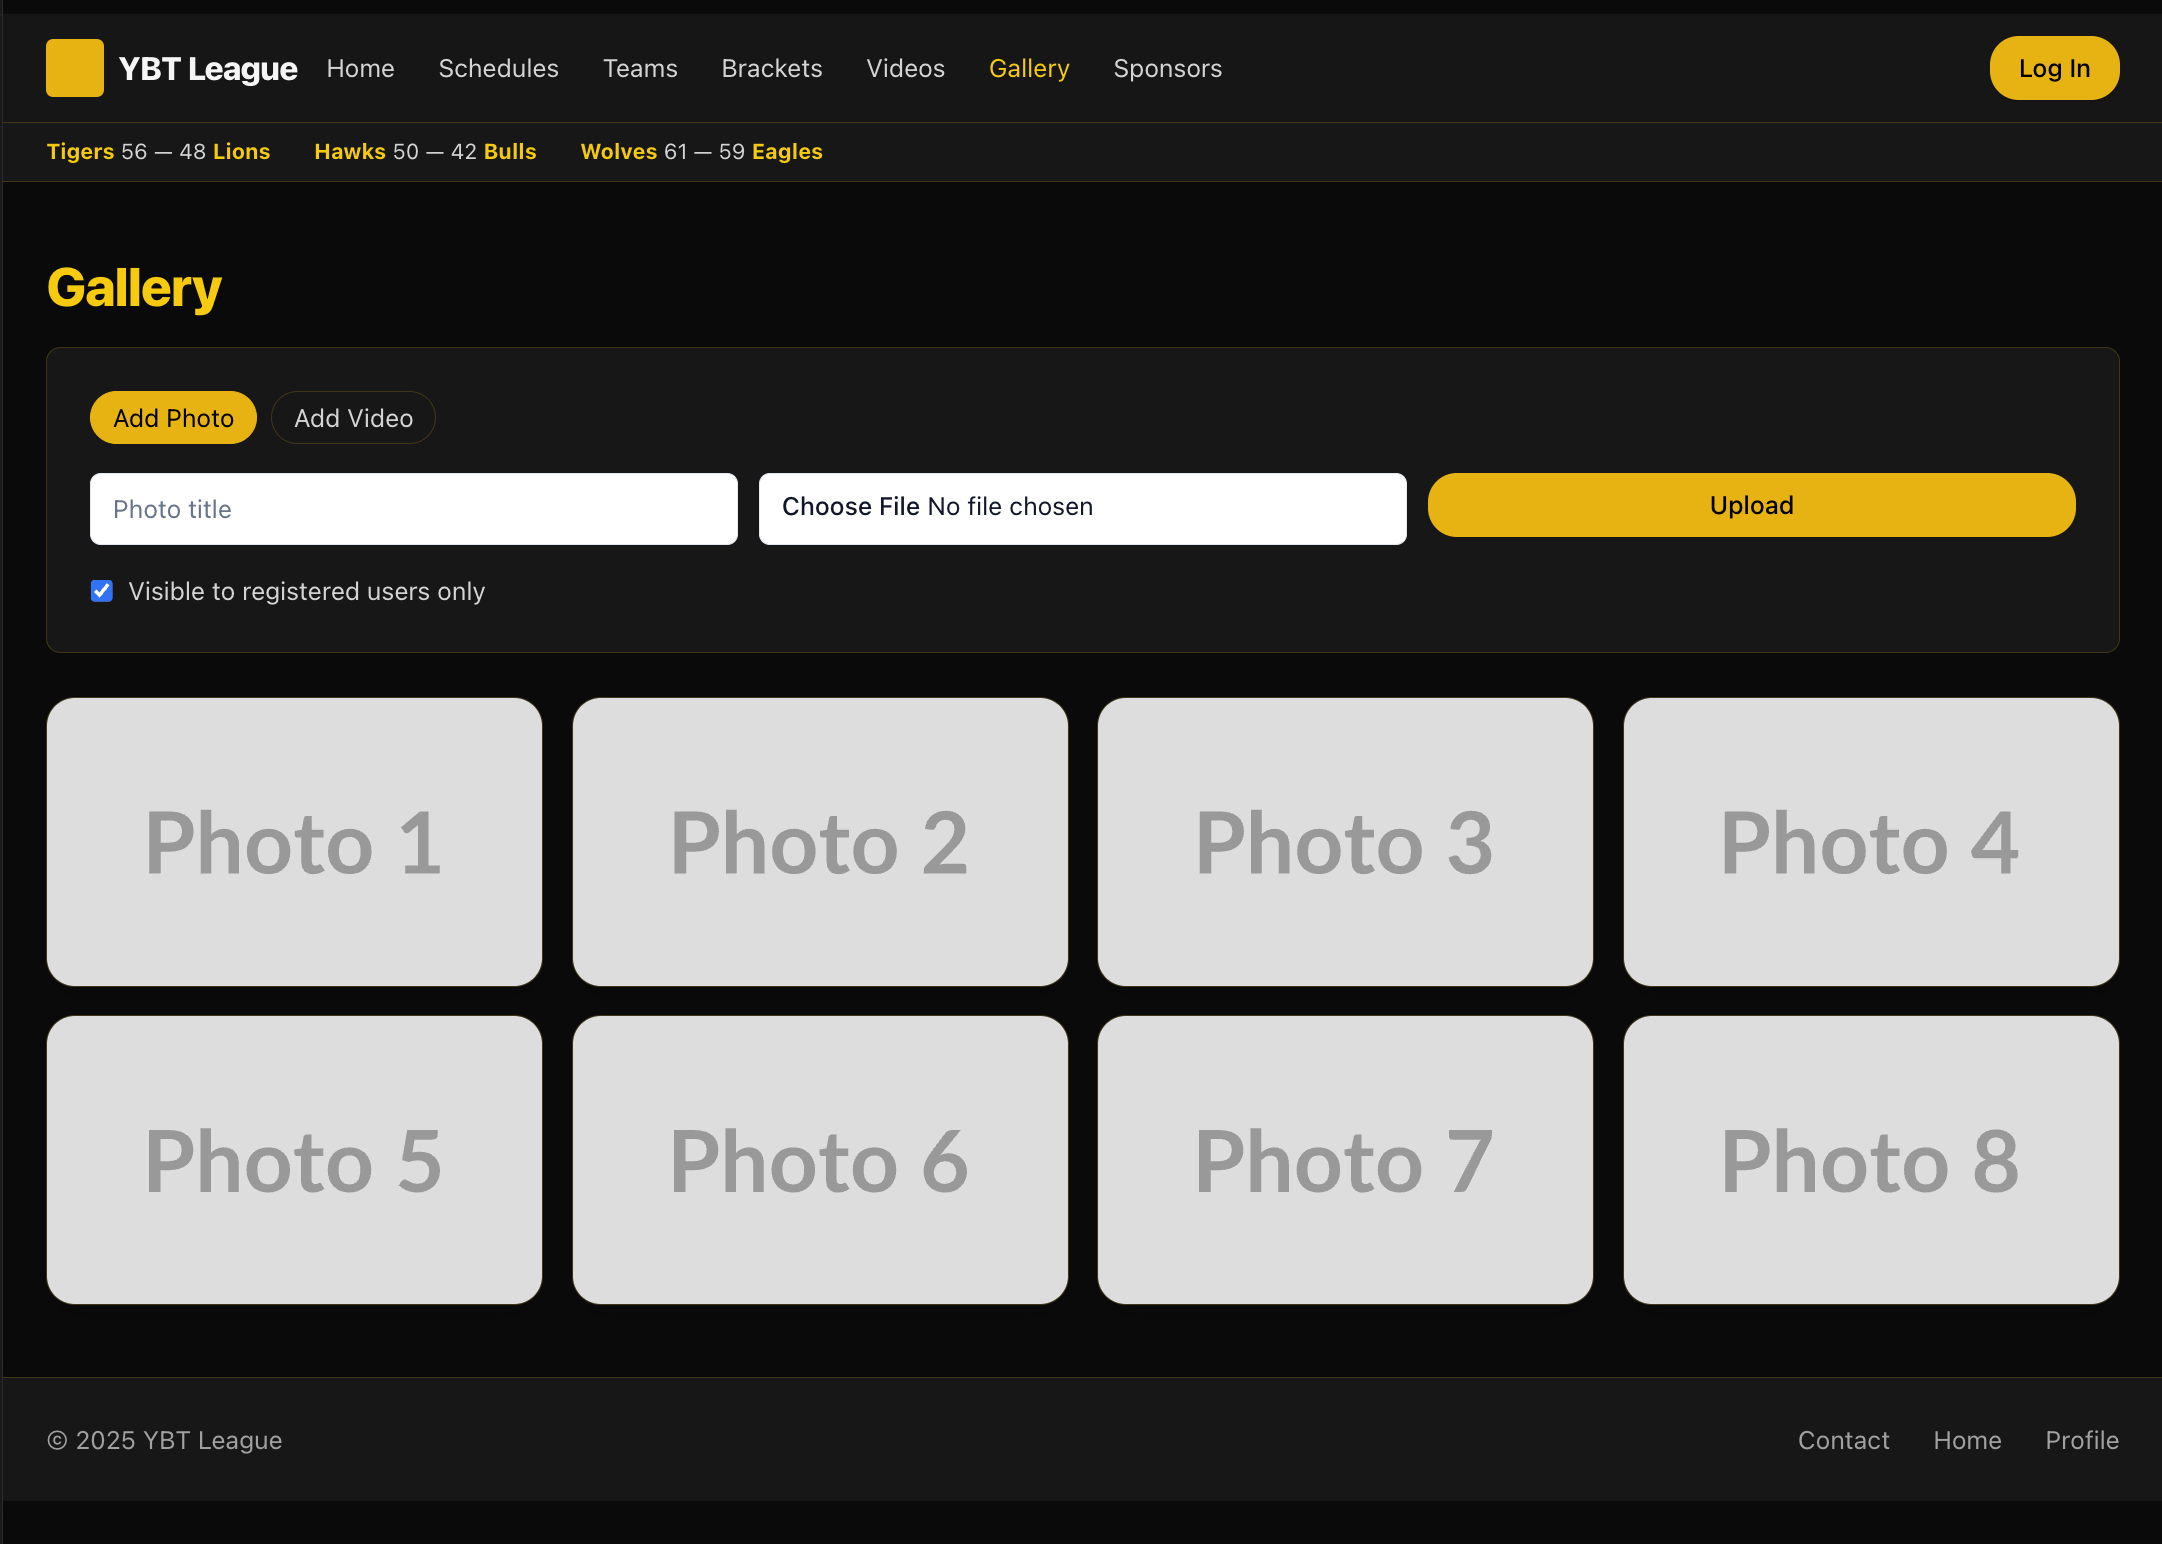 YBT League Home Schedules Teams Brackets Videos Gallery Sponsors Log In
Tigers 56 — 48 Lions Hawks 50 — 42 Bulls Wolves 61 — 59 Eagles
Gallery
Add Photo Add Video
Photo title Choose File No file chosen Upload
Visible to registered users only
Photo 1 Photo 2 Photo 3 Photo 4
Photo 5 Photo 6 Photo 7 Photo 8
© 2025 YBT League Contact Home Profile